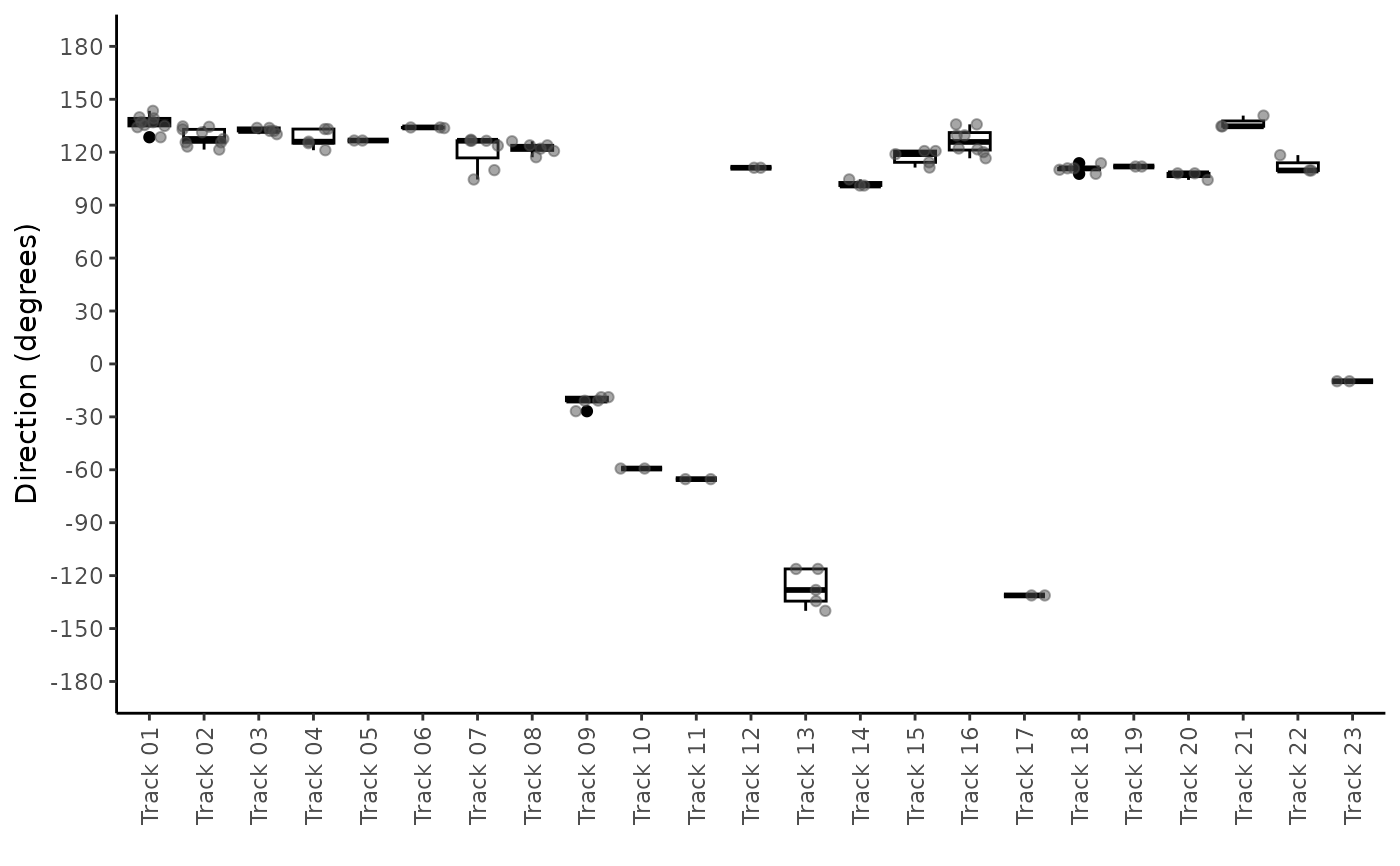 Direction (degrees)
180
150
120
90
60
30
0
-30
-60
-90
-120
-150
-180
Track 01
Track 02
Track 03
Track 04
Track 05
Track 06
Track 07
Track 08
Track 09
Track 10
Track 11
Track 12
Track 13
Track 14
Track 15
Track 16
Track 17
Track 18
Track 19
Track 20
Track 21
Track 22
Track 23